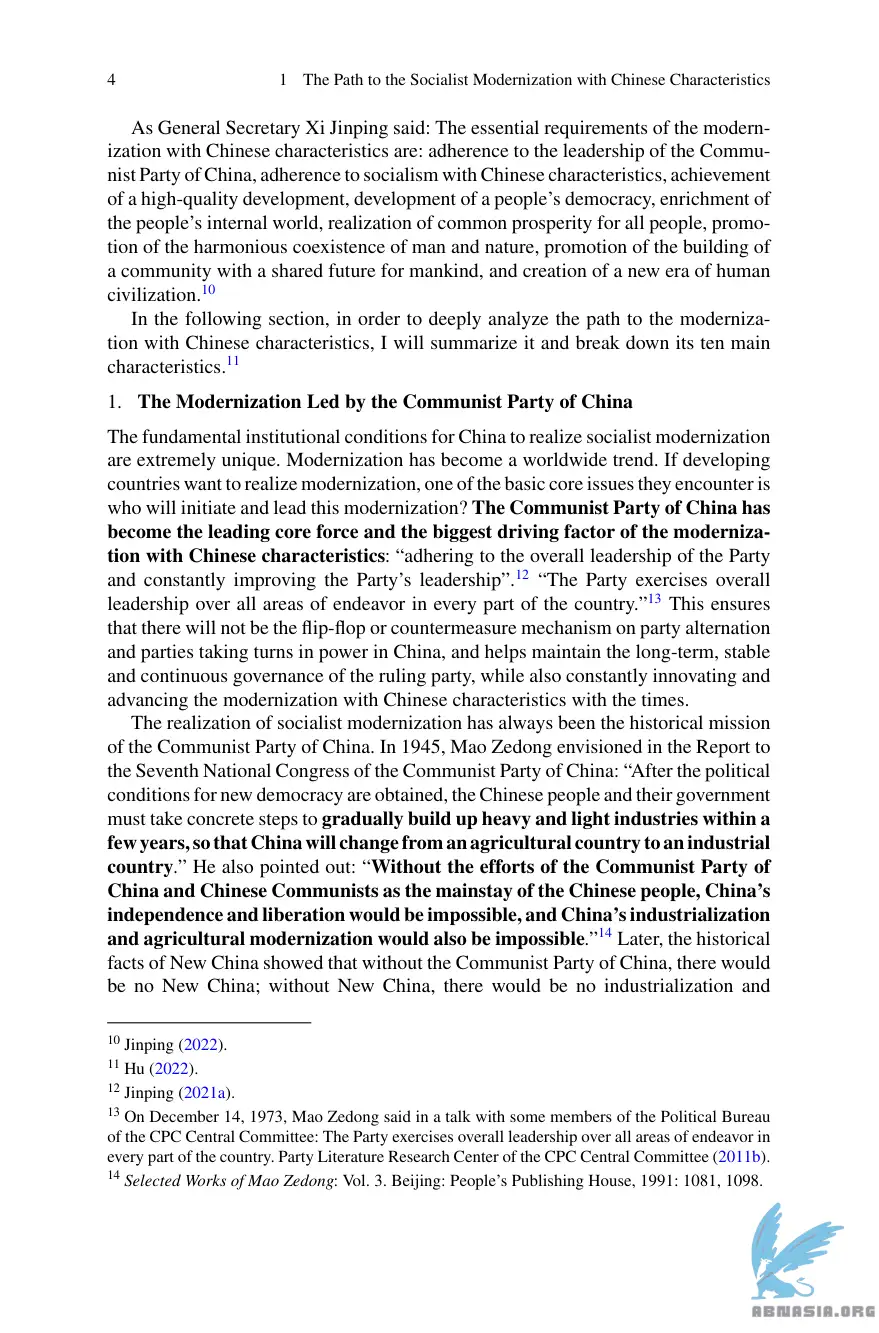 4 1 The Path to the Socialist Modernization with Chinese Characteristics
As General Secretary Xi Jinping said: The essential requirements of the modern-
ization with Chinese characteristics are: adherence to the leadership of the Commu-
nist Party of China, adherence to socialism with Chinese characteristics, achievement
of a high-quality development, development of a people’s democracy, enrichment of
the people’s internal world, realization of common prosperity for all people, promo-
tion of the harmonious coexistence of man and nature, promotion of the building of
a community with a shared future for mankind, and creation of a new era of human
civilization.10
In the following section, in order to deeply analyze the path to the moderniza-
tion with Chinese characteristics, I will summarize it and break down its ten main
characteristics.11
1. The Modernization Led by the Communist Party of China
The fundamental institutional conditions for China to realize socialist modernization
are extremely unique. Modernization has become a worldwide trend. If developing
countries want to realize modernization, one of the basic core issues they encounter is
who will initiate and lead this modernization? The Communist Party of China has
become the leading core force and the biggest driving factor of the moderniza-
tion with Chinese characteristics: “adhering to the overall leadership of the Party
and constantly improving the Party’s leadership”.12 “The Party exercises overall
leadership over all areas of endeavor in every part of the country.”13 This ensures
that there will not be the flip-flop or countermeasure mechanism on party alternation
and parties taking turns in power in China, and helps maintain the long-term, stable
and continuous governance of the ruling party, while also constantly innovating and
advancing the modernization with Chinese characteristics with the times.
The realization of socialist modernization has always been the historical mission
of the Communist Party of China. In 1945, Mao Zedong envisioned in the Report to
the Seventh National Congress of the Communist Party of China: “After the political
conditions for new democracy are obtained, the Chinese people and their government
must take concrete steps to gradually build up heavy and light industries within a
few years, so that China will change from an agricultural country to an industrial
country.” He also pointed out: “Without the efforts of the Communist Party of
China and Chinese Communists as the mainstay of the Chinese people, China’s
independence and liberation would be impossible, and China’s industrialization
and agricultural modernization would also be impossible.”14 Later, the historical
facts of New China showed that without the Communist Party of China, there would
be no New China; without New China, there would be no industrialization and
10 Jinping (2022).
11 Hu (2022).
12 Jinping (2021a).
13 On December 14, 1973, Mao Zedong said in a talk with some members of the Political Bureau
of the CPC Central Committee: The Party exercises overall leadership over all areas of endeavor in
every part of the country. Party Literature Research Center of the CPC Central Committee (2011b).
14 Selected Works of Mao Zedong: Vol. 3. Beijing: People’s Publishing House, 1991: 1081, 1098.
ABNASIA.ORG